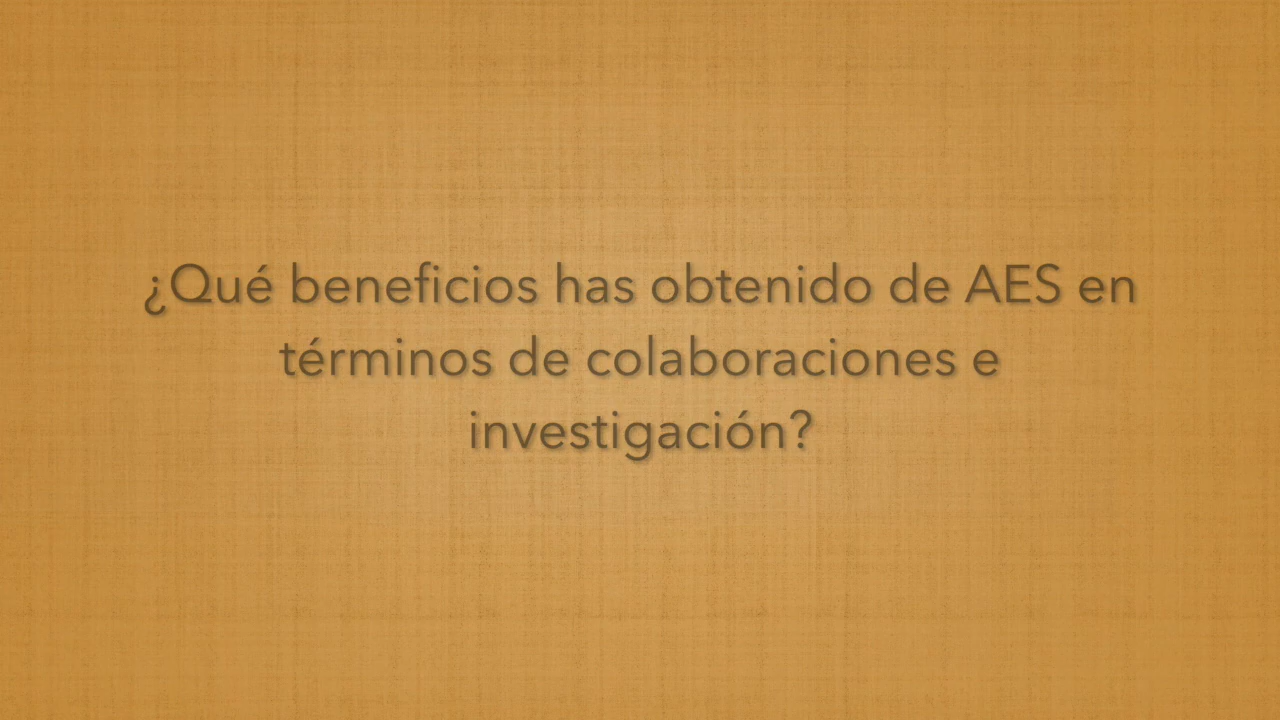 ¿Qué beneficios has obtenido de AES en
términos de colaboraciones e
investigación?